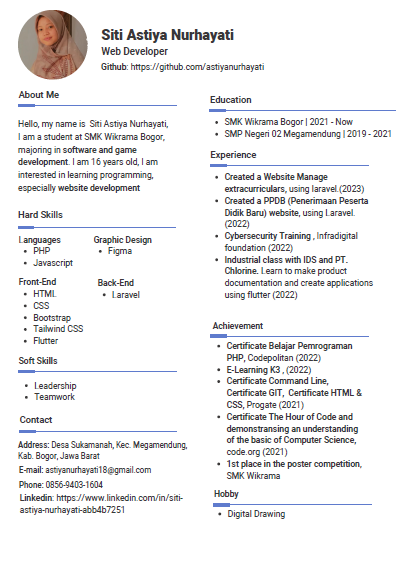 Siti Astiya Nurhayati
Web Developer
Github: https://github.com/astiyanurhayati
About Me
Hello, my name is Siti Astiya Nurhayati,
I am a student at SMK Wikrama Bogor,
majoring in software and game
development. I am 16 years old, I am
interested in learning programming,
especially website development
Hard Skills
Languages
• PHP
• Javascript
Graphic Design
• Figma
Front-End
• HTML
• CSS
• Bootstrap
• Tailwind CSS
• Flutter
Back-End
• Laravel
Soft Skills
• Leadership
• Teamwork
Contact
Address: Desa Sukamanah, Kec. Megamendung,
Kab. Bogor, Jawa Barat
E-mail: astiyanurhayati18@gmail.com
Phone: 0856-9403-1604
Linkedin: https://www.linkedin.com/in/siti-
astiya-nurhayati-abb4b7251
Education
• SMK Wikrama Bogor | 2021 - Now
• SMP Negeri 02 Megamendung | 2019 - 2021
Experience
• Created a Website Manage
extracurriculars, using laravel.(2023)
• Created a PPDB (Penerimaan Peserta
Didik Baru) website, using Laravel.
(2022)
• Cybersecurity Training , Infradigital
foundation (2022)
• Industrial class with IDS and PT.
Chlorine. Learn to make product
documentation and create applications
using flutter (2022)
Achievement
• Certificate Belajar Pemrograman
PHP, Codepolitan (2022)
• E-Learning K3 , (2022)
• Certificate Command Line,
Certificate GIT, Certificate HTML &
CSS, Progate (2021)
• Certificate The Hour of Code and
demonstransing an understanding
of the basic of Computer Science,
code.org (2021)
• 1st place in the poster competition,
SMK Wikrama
Hobby
• Digital Drawing